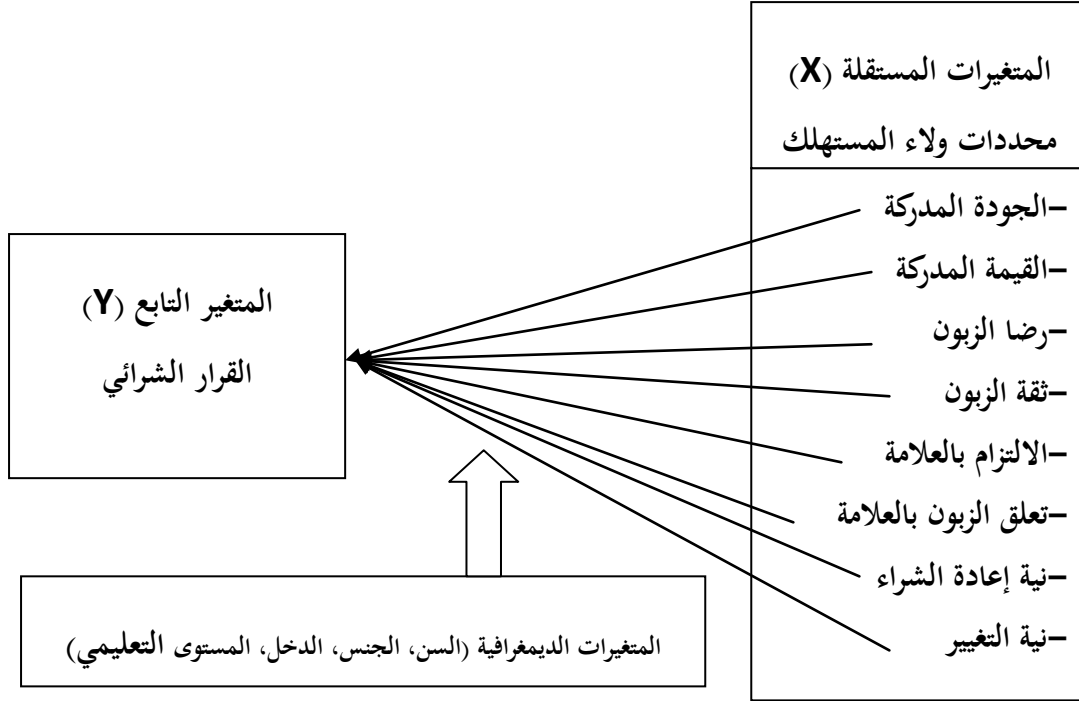 المتغيرات المستقلة (X)
محددات ولاء المستهلك
–الجودة المدركة
–القيمة المدركة
–رضا الزبون
–ثقة الزبون
–الالتزام بالعلامة
–تعلق الزبون بالعلامة
–نية إعادة الشراء
–نية التغيير
المتغير التابع (Y)
القرار الشرائي
المتغيرات الديمغرافية (السن، الجنس، الدخل، المستوى التعليمي)